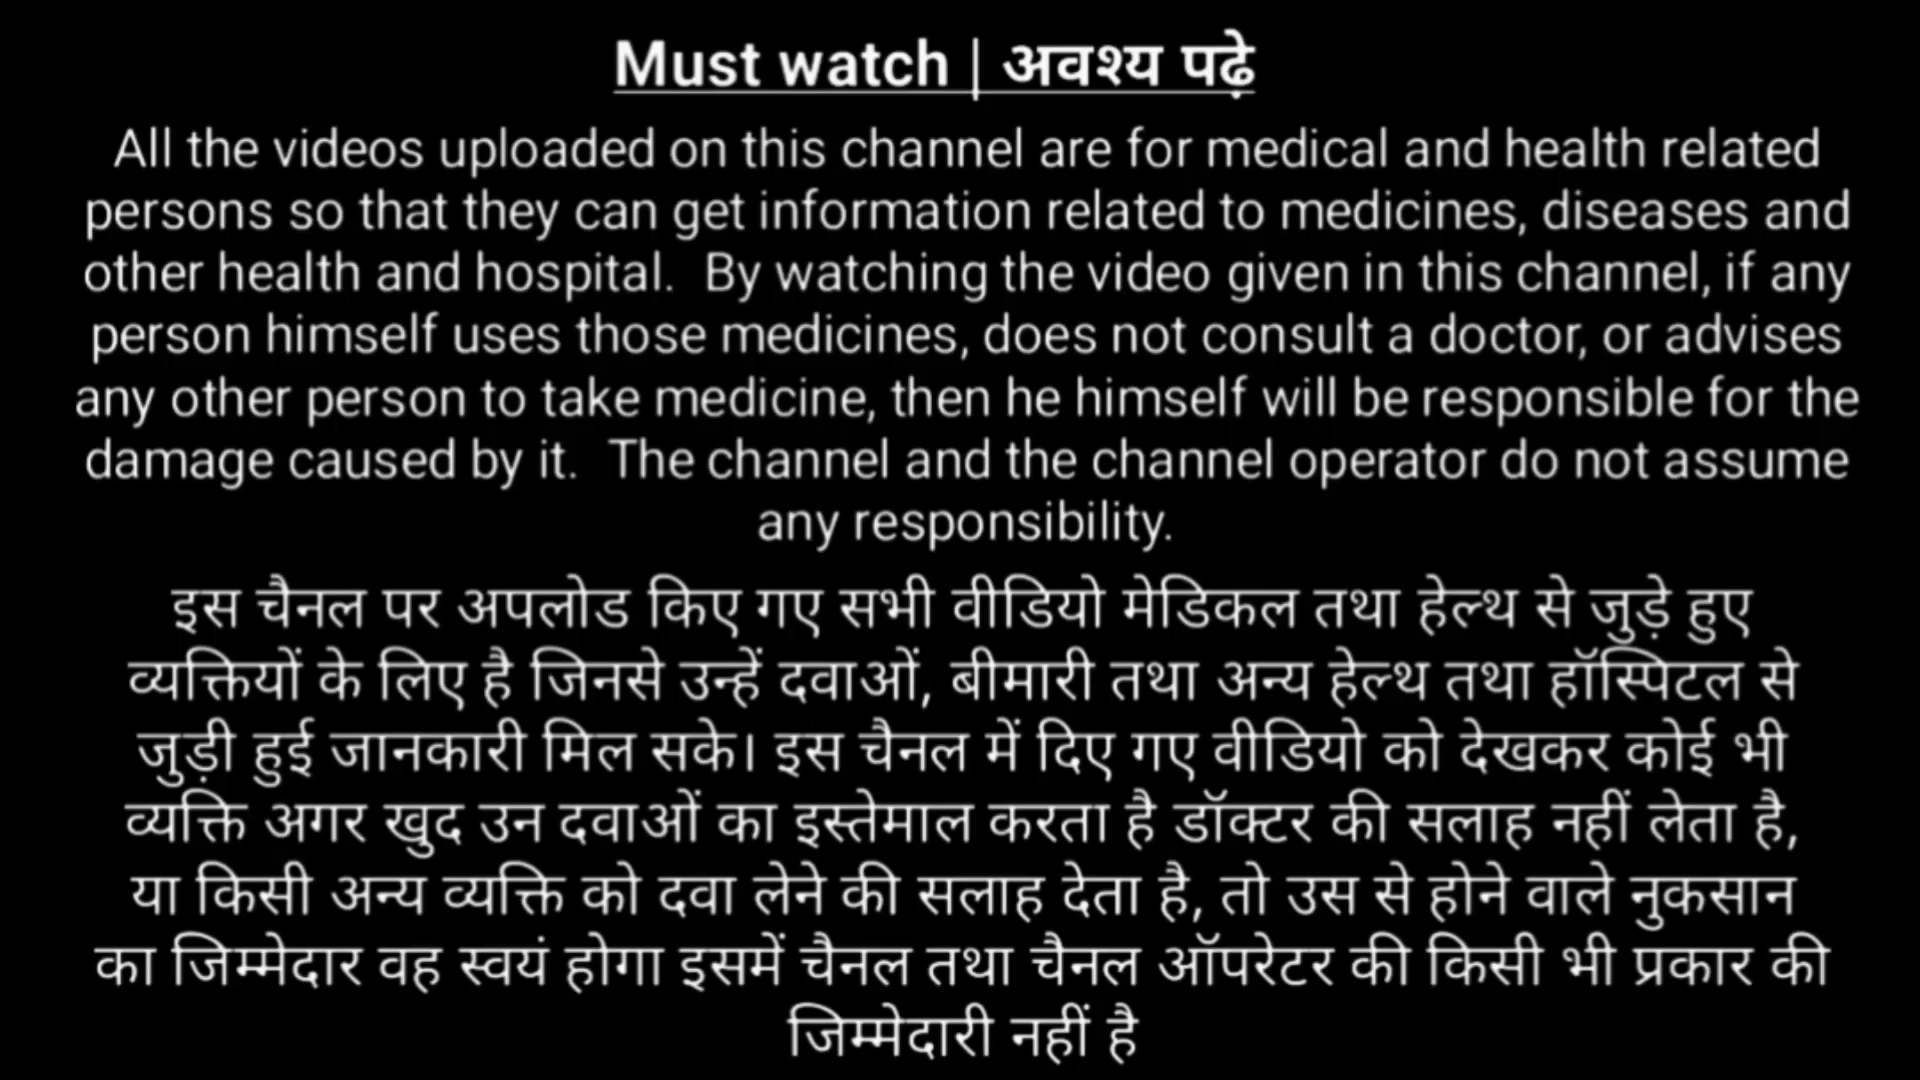 Must watch | अवश्य पढ़े
All the videos uploaded on this channel are for medical and health related
persons so that they can get information related to medicines, diseases and
other health and hospital.  By watching the video given in this channel, if any
person himself uses those medicines, does not consult a doctor, or advises
any other person to take medicine, then he himself will be responsible for the
damage caused by it.  The channel and the channel operator do not assume
any responsibility.
इस चैनल पर अपलोड किए गए सभी वीडियो मेडिकल तथा हेल्थ से जुड़े हुए
व्यक्तियों के लिए है जिनसे उन्हें दवाओं, बीमारी तथा अन्य हेल्थ तथा हॉस्पिटल से
जुड़ी हुई जानकारी मिल सके। इस चैनल में दिए गए वीडियो को देखकर कोई भी
व्यक्ति अगर खुद उन दवाओं का इस्तेमाल करता है डॉक्टर की सलाह नहीं लेता है,
या किसी अन्य व्यक्ति को दवा लेने की सलाह देता है, तो उस से होने वाले नुकसान
का जिम्मेदार वह स्वयं होगा इसमें चैनल तथा चैनल ऑपरेटर की किसी भी प्रकार की
जिम्मेदारी नहीं है